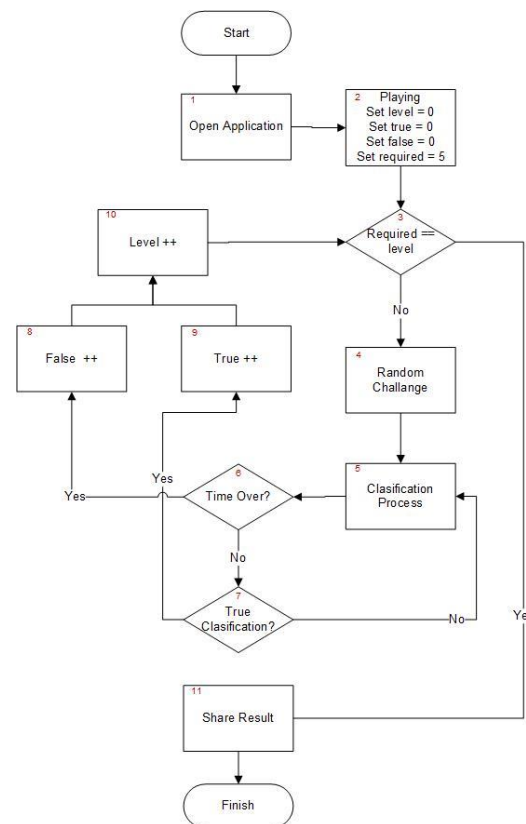 Start
1
Open Application
2
Playing
Set level = 0
Set true = 0
Set false = 0
Set required = 5
3
Required ==
level
No
Yes
4
Random
Challange
5
Clasification
Process
6
Time Over?
Yes
No
7
True
Clasification?
Yes
No
8
False ++
9
True ++
10
Level ++
11
Share Result
Finish